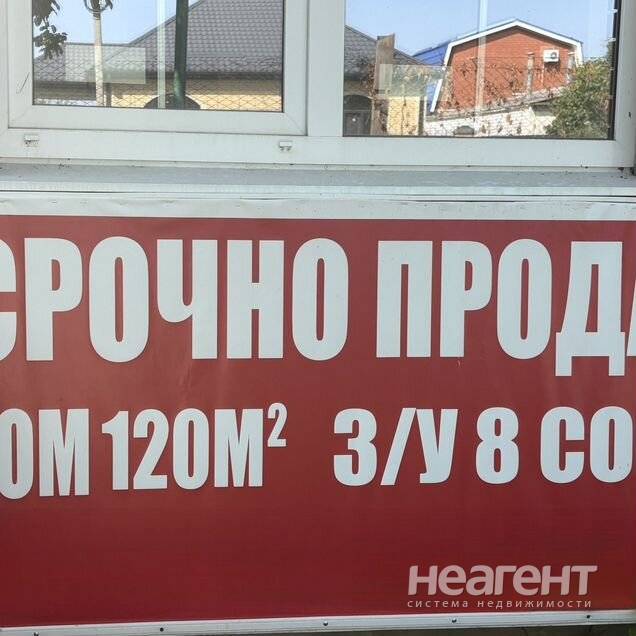 СРОЧНО ПРОДА
ОМ 120М² З/У 8 СО
неагент
система недвижимости